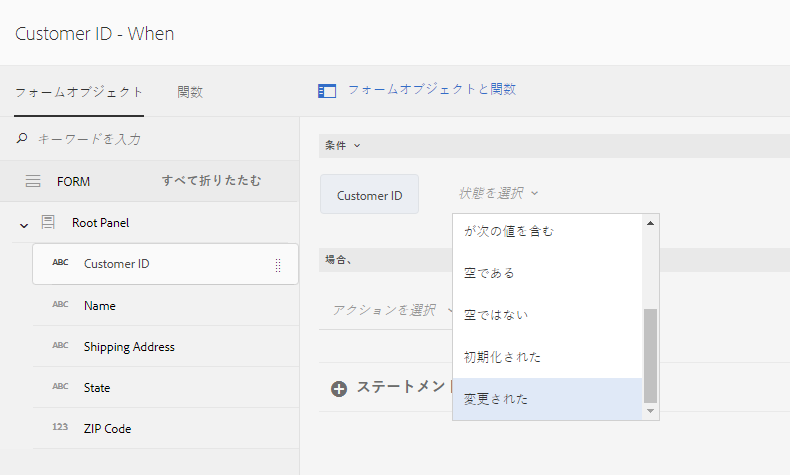 Customer ID - When
フォームオブジェクト
関数
フォームオブジェクトと関数
キーワードを入力
条件
FORM
すべて折りたたむ
Customer ID
状態を選択
Root Panel
が次の値を含む
ABC
Customer ID
場合、
空である
ABC
Name
アクションを選択
空ではない
ABC
Shipping Address
初期化された
ABC
State
ステートメント
変更された
123
ZIP Code